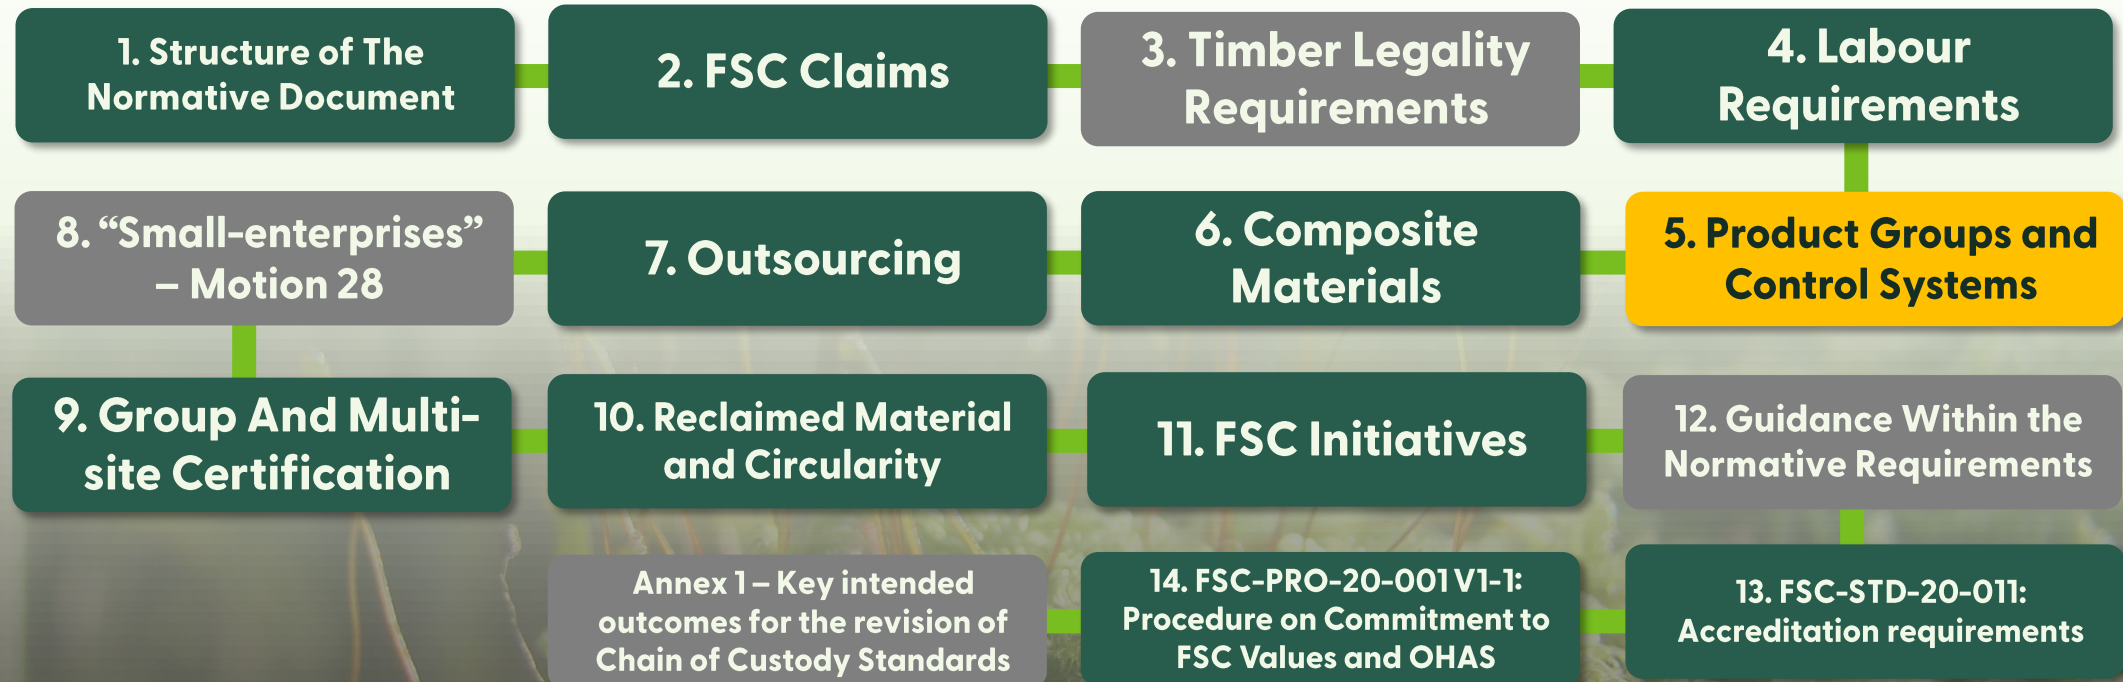 1. Structure of The
Normative Document
2. FSC Claims
3. Timber Legality
Requirements
4. Labour
Requirements
8. “Small-enterprises”
– Motion 28
7. Outsourcing
6. Composite
Materials
5. Product Groups and
Control Systems
9. Group And Multi-
site Certification
10. Reclaimed Material
and Circularity
11. FSC Initiatives
12. Guidance Within the
Normative Requirements
Annex 1 – Key intended
outcomes for the revision of
Chain of Custody Standards
14. FSC-PRO-20-001 V1-1:
Procedure on Commitment to
FSC Values and OHAS
13. FSC-STD-20-011:
Accreditation requirements